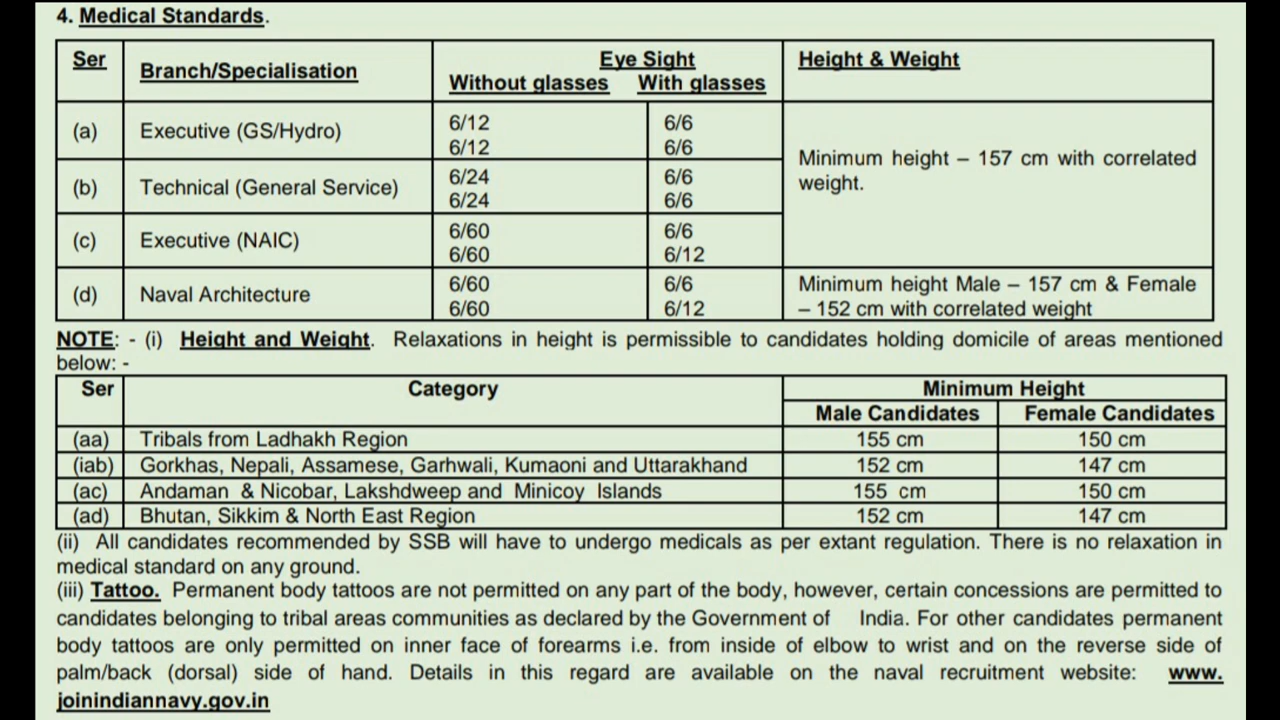 4. Medical Standards.
Ser Branch/Specialisation Eye Sight Height & Weight
Without glasses With glasses
(a) Executive (GS/Hydro) 6/12 6/6
6/12 6/6
Minimum height – 157 cm with correlated
weight.
(b) Technical (General Service) 6/24 6/6
6/24 6/6
(c) Executive (NAIC) 6/60 6/6
6/60 6/12
(d) Naval Architecture 6/60 6/6 Minimum height Male – 157 cm & Female
6/60 6/12 – 152 cm with correlated weight
NOTE: - (i) Height and Weight. Relaxations in height is permissible to candidates holding domicile of areas mentioned
below: -
Ser Category Minimum Height
Male Candidates Female Candidates
(aa) Tribals from Ladhakh Region 155 cm 150 cm
(iab) Gorkhas, Nepali, Assamese, Garhwali, Kumaoni and Uttarakhand 152 cm 147 cm
(ac) Andaman & Nicobar, Lakshdweep and Minicoy Islands 155 cm 150 cm
(ad) Bhutan, Sikkim & North East Region 152 cm 147 cm
(ii) All candidates recommended by SSB will have to undergo medicals as per extant regulation. There is no relaxation in
medical standard on any ground.
(iii) Tattoo. Permanent body tattoos are not permitted on any part of the body, however, certain concessions are permitted to
candidates belonging to tribal areas communities as declared by the Government of India. For other candidates permanent
body tattoos are only permitted on inner face of forearms i.e. from inside of elbow to wrist and on the reverse side of
palm/back (dorsal) side of hand. Details in this regard are available on the naval recruitment website: www.
joinindiannavy.gov.in